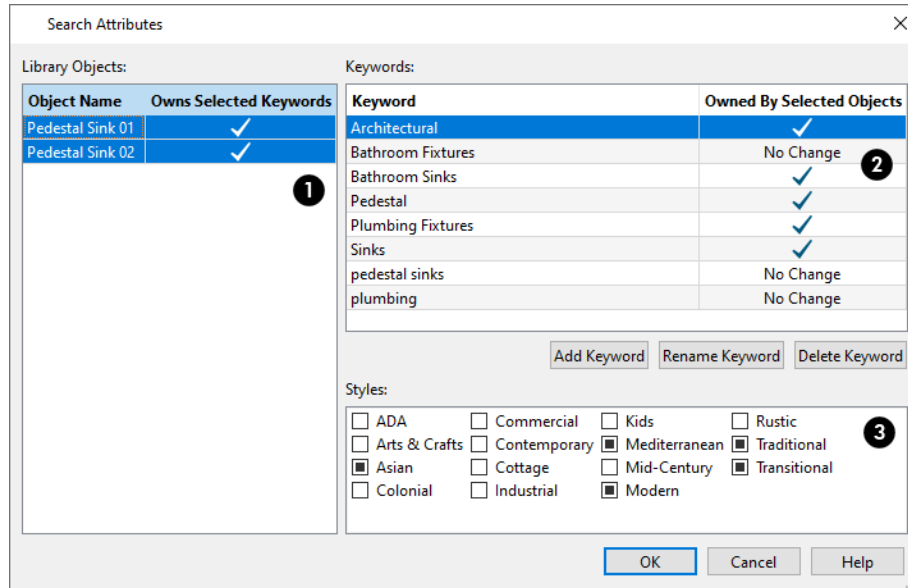 Search Attributes
Library Objects:
Object Name Owns Selected Keywords
Pedestal Sink 01
Pedestal Sink 02
1
Keywords:
Keyword Owned By Selected Objects
Architectural
Bathroom Fixtures No Change
2
Bathroom Sinks
Pedestal
Plumbing Fixtures
Sinks
pedestal sinks No Change
plumbing No Change
Add Keyword Rename Keyword Delete Keyword
Styles:
ADA Commercial Kids Rustic
Arts & Crafts Contemporary Mediterranean Traditional
3
Asian Cottage Mid-Century Transitional
Colonial Industrial Modern
OK Cancel Help